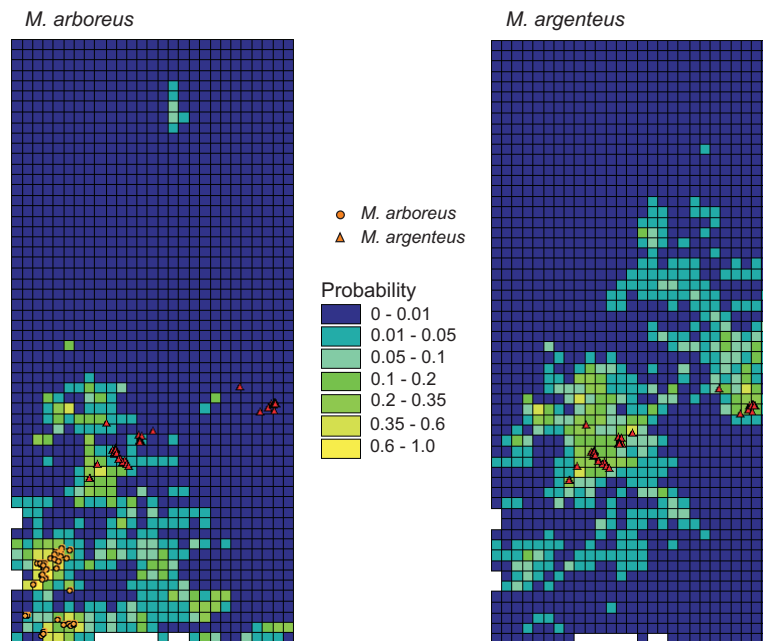 M. arboreus
M. argenteus
M. arboreus
M. argenteus
Probability
0 - 0.01
0.01 - 0.05
0.05 - 0.1
0.1 - 0.2
0.2 - 0.35
0.35 - 0.6
0.6 - 1.0